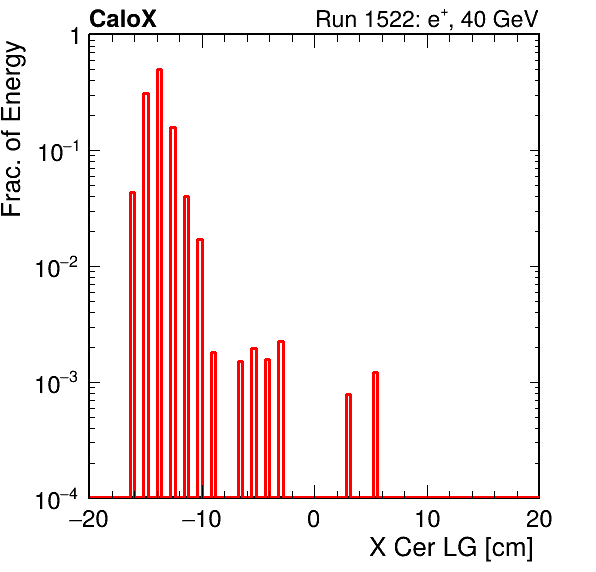 CaloX Run 1522: e⁺, 40 GeV
Frac. of Energy
1
10⁻¹
10⁻²
10⁻³
10⁻⁴
−20 −10 0 10 20
X Cer LG [cm]